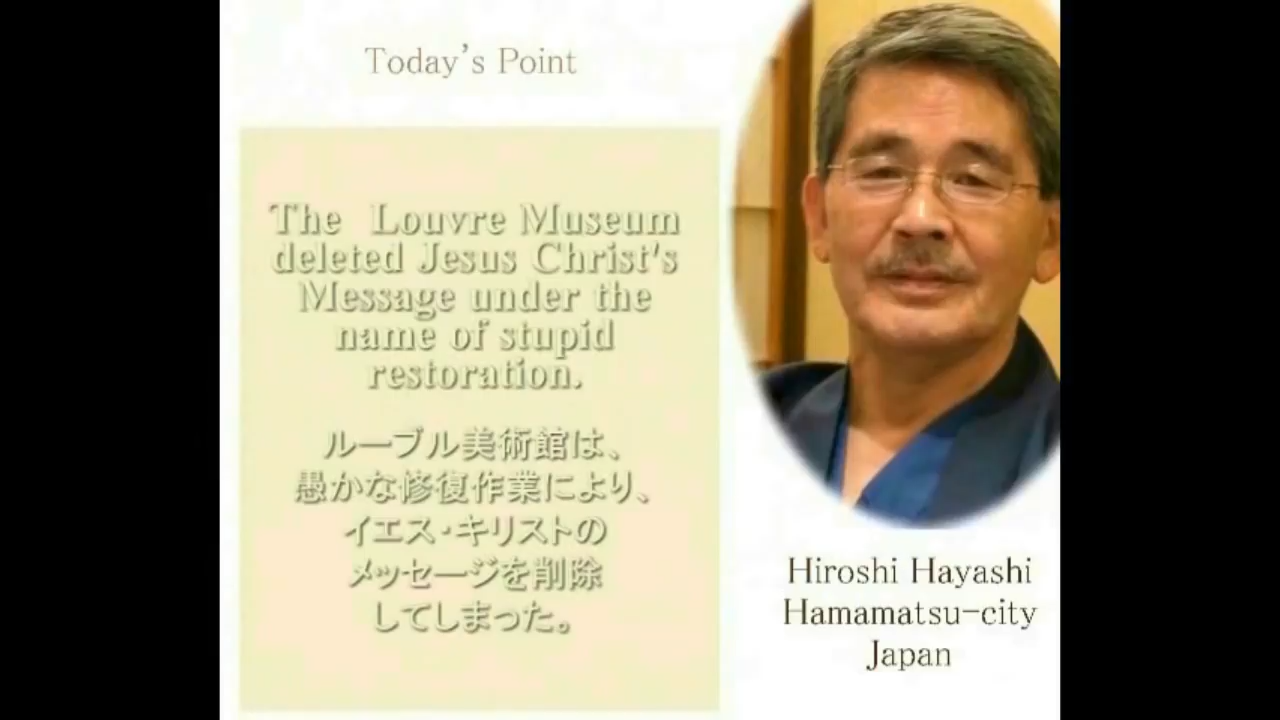 Today's Point
The Louvre Museum
deleted Jesus Christ's
Message under the
name of stupid
restoration.
ルーブル美術館は、
愚かな修復作業により、
イエス・キリストの
メッセージを削除
してしまった。
Hiroshi Hayashi
Hamamatsu-city
Japan